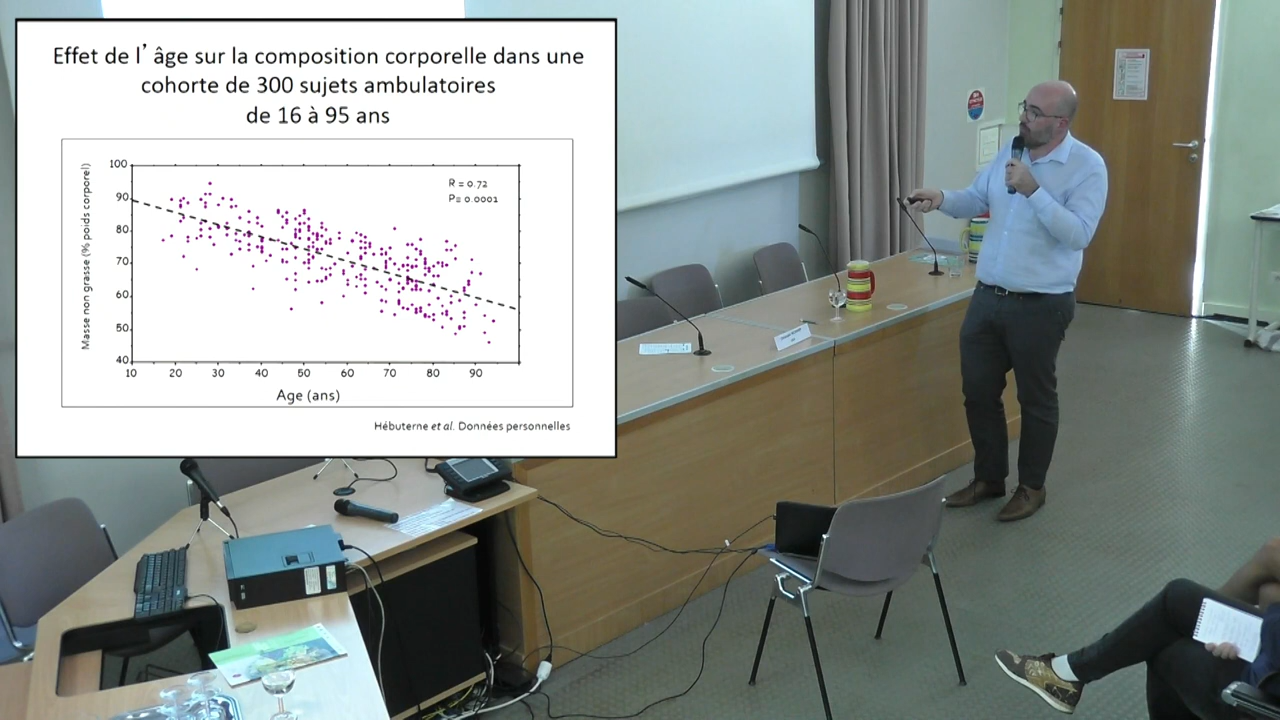 Effet de l’ âge sur la composition corporelle dans une
cohorte de 300 sujets ambulatoires
de 16 à 95 ans
Masse non grasse (% poids corporel)
100
90
80
70
60
50
40
R = 0.72
P= 0.0001
10 20 30 40 50 60 70 80 90
Age (ans)
Hébuterne et al. Données personnelles